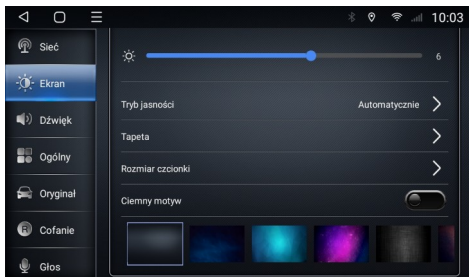 10:03
Sieć
6
Ekran
Tryb jasności Automatycznie
Dźwięk
Tapeta
Ogólny
Rozmiar czcionki
Oryginał
Ciemny motyw
R Cofanie
Głos